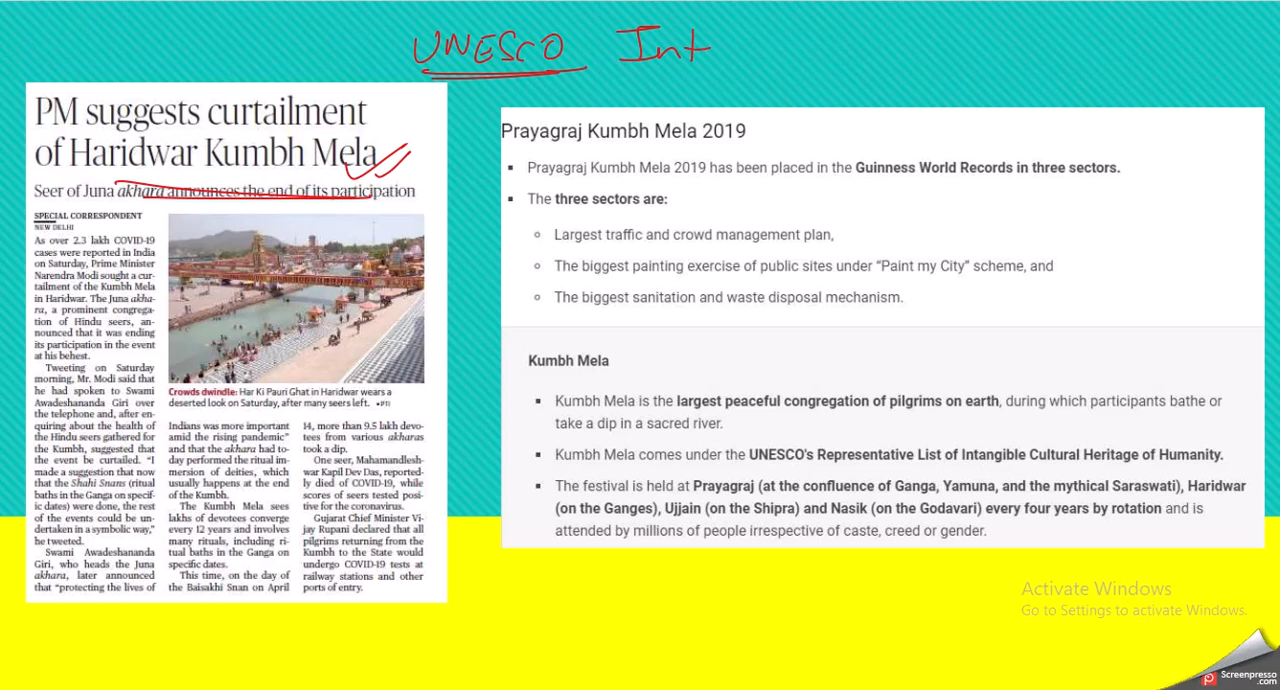 UNESCO Int
PM suggests curtailment
of Haridwar Kumbh Mela
Seer of Juna akhara announces the end of its participation
SPECIAL CORRESPONDENT
NEW DELHI
As over 2.3 lakh COVID-19
cases were reported in India
on Saturday, Prime Minister
Narendra Modi sought a cur-
tailment of the Kumbh Mela
in Haridwar. The Juna akha-
ra, a prominent congrega-
tion of Hindu seers, an-
nounced that it was ending
its participation in the event
at his behest.
Tweeting on Saturday
morning, Mr. Modi said that
he had spoken to Swami
Awadeshananda Giri over
the telephone and, after en-
quiring about the health of
the Hindu seers gathered for
the Kumbh, suggested that
the event be curtailed. "I
made a suggestion that now
that the Shahi Snans (ritual
baths in the Ganga on specif-
ic dates) were done, the rest
of the events could be un-
dertaken in a symbolic way,"
he tweeted.
Swami Awadeshananda
Giri, who heads the Juna
akhara, later announced
that "protecting the lives of
Crowds dwindle: Har Ki Pauri Ghat in Haridwar wears a
deserted look on Saturday, after many seers left. •PTI
Indians was more important
amid the rising pandemic"
and that the akhara had to-
day performed the ritual im-
mersion of deities, which
usually happens at the end
of the Kumbh.
The Kumbh Mela sees
lakhs of devotees converge
every 12 years and involves
many rituals, including ri-
tual baths in the Ganga on
specific dates.
This time, on the day of
the Baisakhi Snan on April
14, more than 9.5 lakh devo-
tees from various akharas
took a dip.
One seer, Mahamandlesh-
war Kapil Dev Das, reported-
ly died of COVID-19, while
scores of seers tested posi-
tive for the coronavirus.
Gujarat Chief Minister Vi-
jay Rupani declared that all
pilgrims returning from the
Kumbh to the State would
undergo COVID-19 tests at
railway stations and other
ports of entry.
Prayagraj Kumbh Mela 2019
Prayagraj Kumbh Mela 2019 has been placed in the Guinness World Records in three sectors.
The three sectors are:
Largest traffic and crowd management plan,
The biggest painting exercise of public sites under “Paint my City” scheme, and
The biggest sanitation and waste disposal mechanism.
Kumbh Mela
Kumbh Mela is the largest peaceful congregation of pilgrims on earth, during which participants bathe or
take a dip in a sacred river.
Kumbh Mela comes under the UNESCO's Representative List of Intangible Cultural Heritage of Humanity.
The festival is held at Prayagraj (at the confluence of Ganga, Yamuna, and the mythical Saraswati), Haridwar
(on the Ganges), Ujjain (on the Shipra) and Nasik (on the Godavari) every four years by rotation and is
attended by millions of people irrespective of caste, creed or gender.
Activate Windows
Go to Settings to activate Windows.
Screenpresso
.com